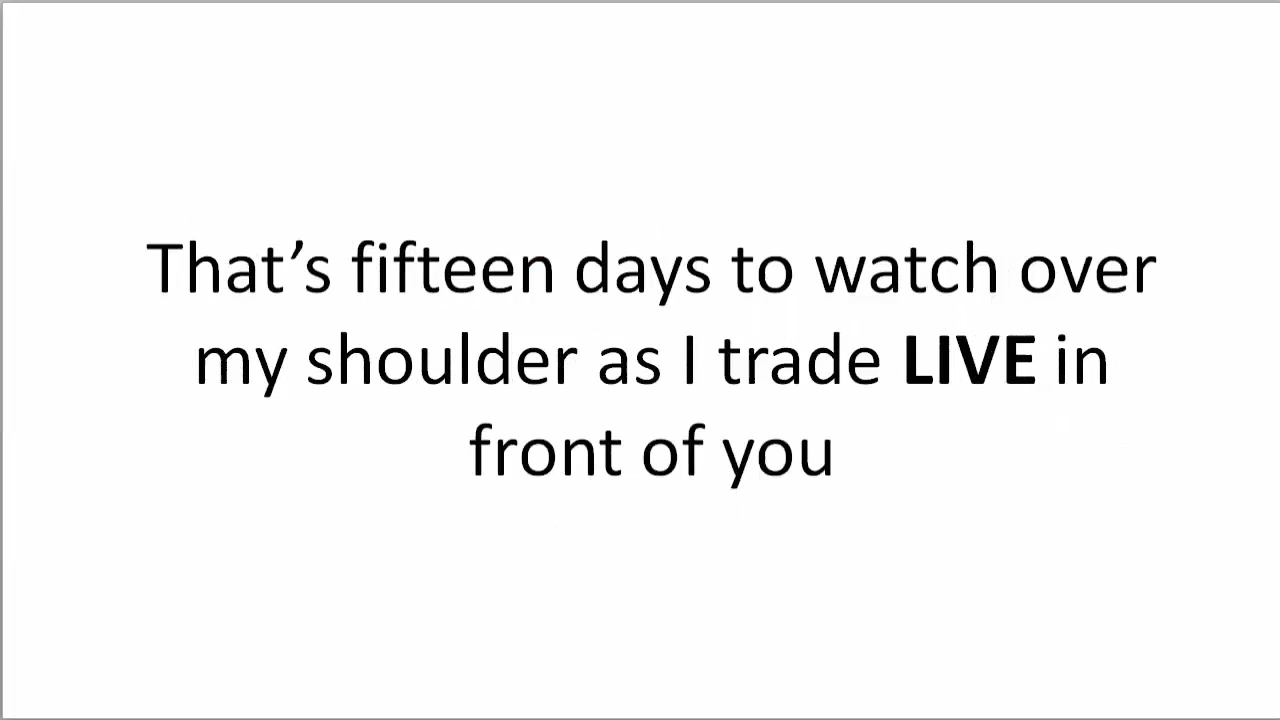 That’s fifteen days to watch over
my shoulder as I trade LIVE in
front of you